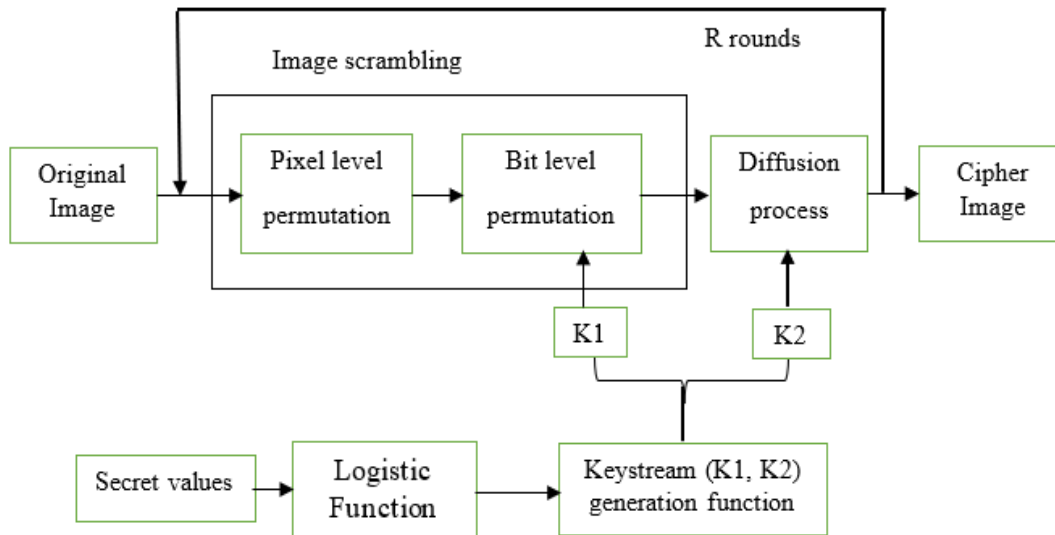 R rounds
Image scrambling
Original
Image
Pixel level
permutation
Bit level
permutation
Diffusion
process
Cipher
Image
K1
K2
Secret values
Logistic
Function
Keystream (K1, K2)
generation function